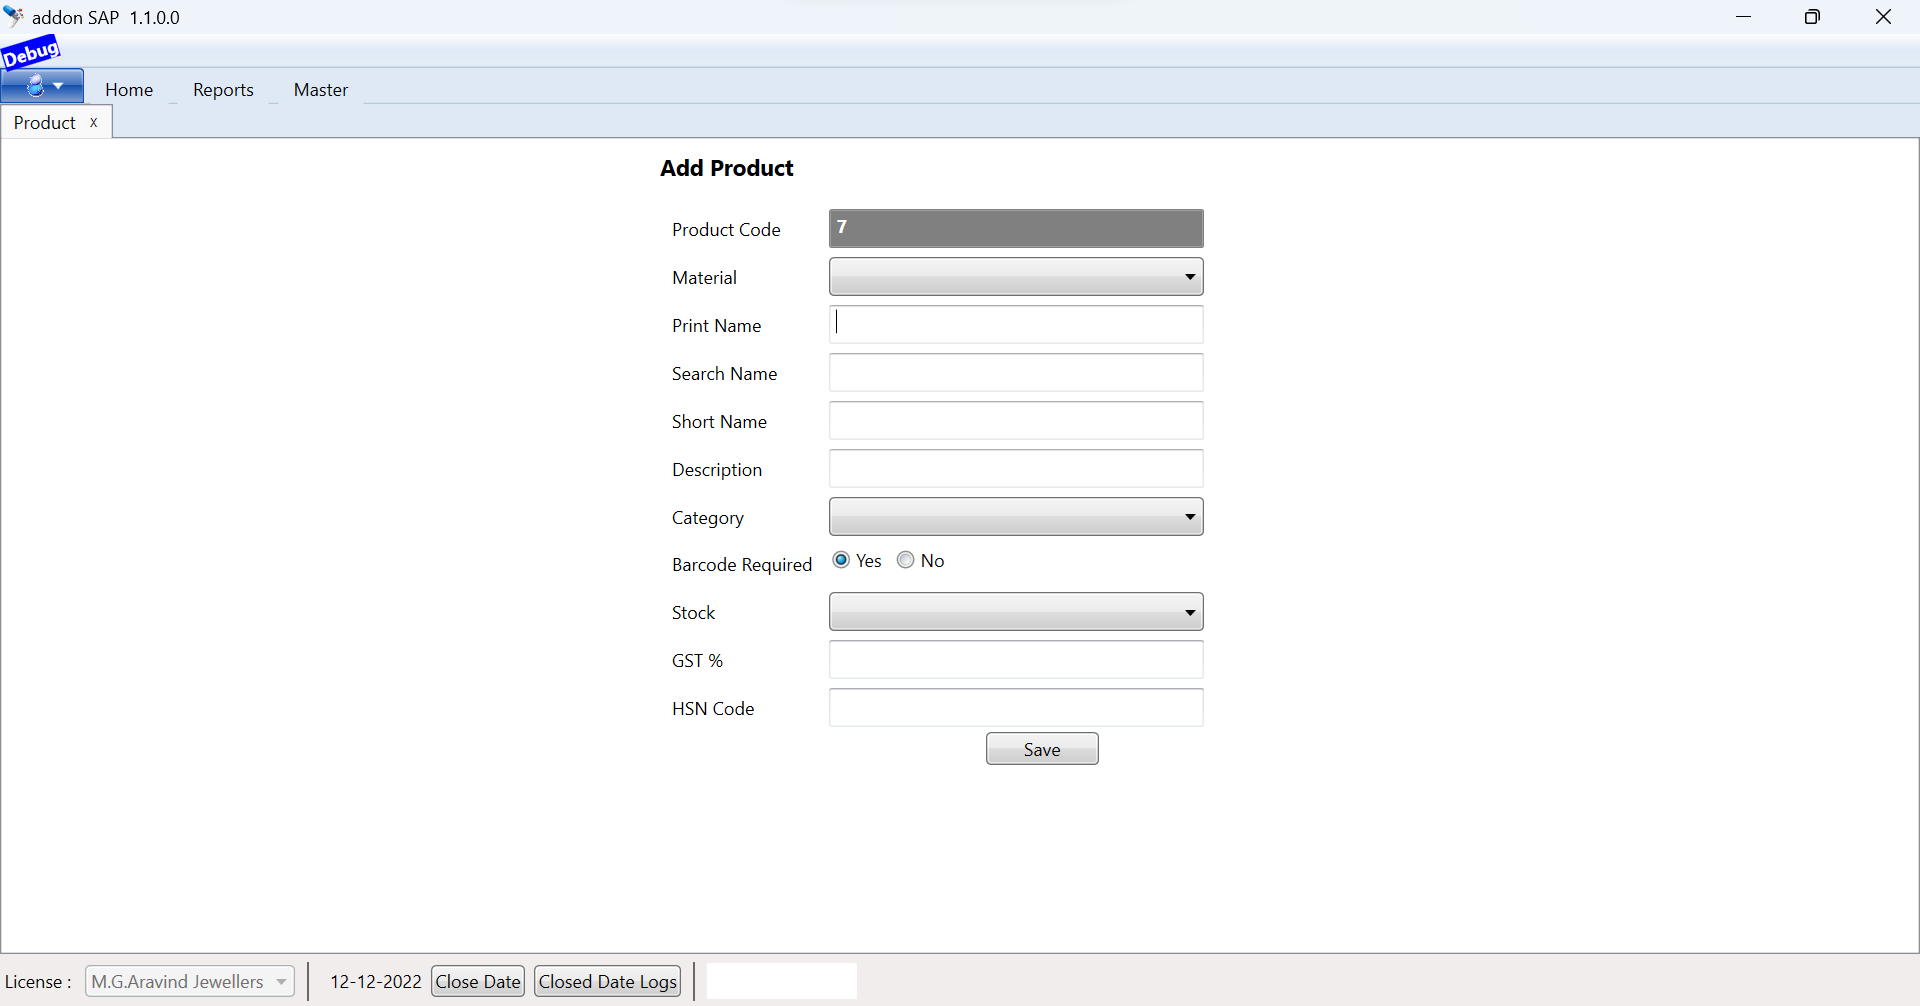 addon SAP 1.1.0.0
Debug
Home Reports Master
Product x
Add Product
Product Code 7
Material
Print Name
Search Name
Short Name
Description
Category
Barcode Required Yes No
Stock
GST %
HSN Code
Save
License : M.G.Aravind Jewellers 12-12-2022 Close Date Closed Date Logs